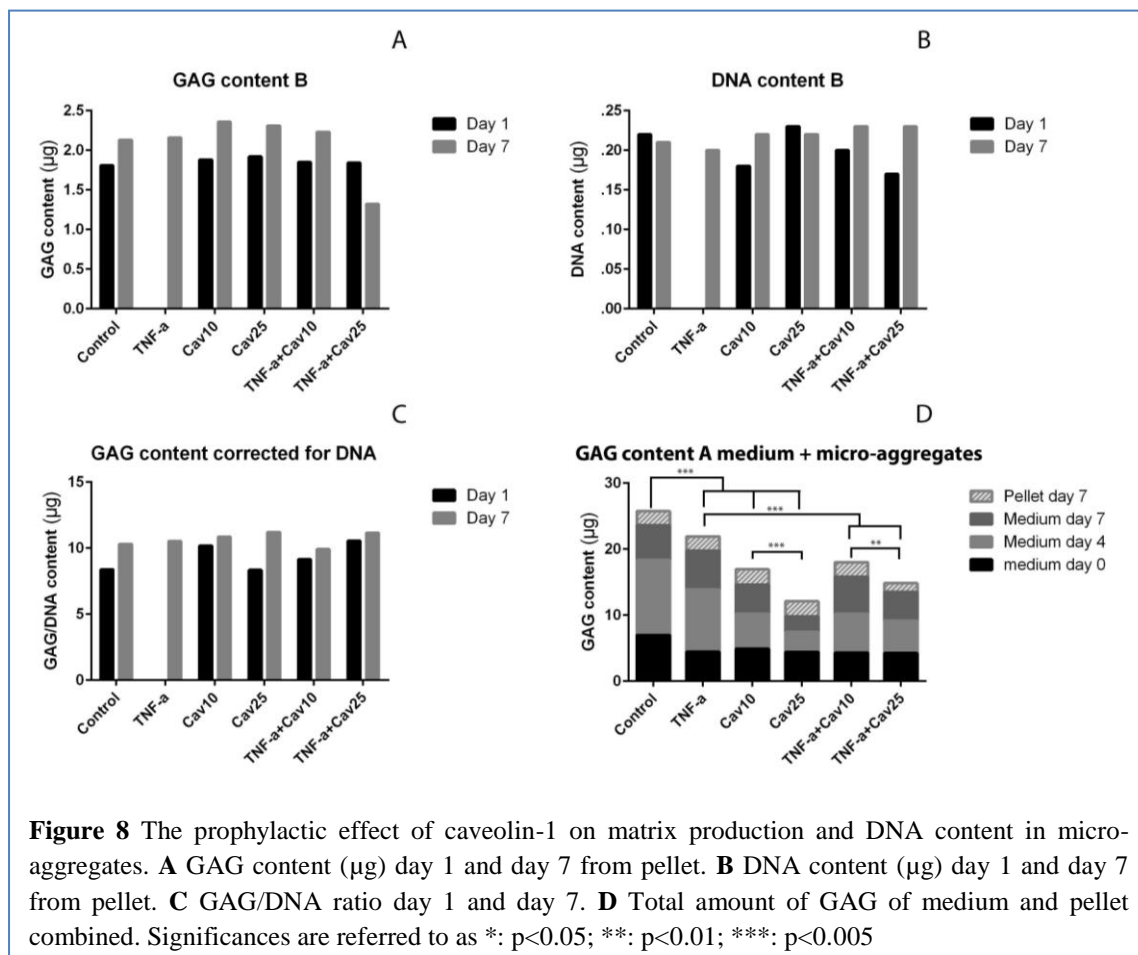 A
GAG content B
GAG content (µg)
2.5
2.0
1.5
1.0
0.5
0.0
Control
TNF-a
Cav10
Cav25
TNF-a+Cav10
TNF-a+Cav25
Day 1
Day 7
B
DNA content B
DNA content (µg)
.25
.20
.15
.10
.05
.00
Control
TNF-a
Cav10
Cav25
TNF-a+Cav10
TNF-a+Cav25
Day 1
Day 7
C
GAG content corrected for DNA
GAG/DNA content (µg)
15
10
5
0
Control
TNF-a
Cav10
Cav25
TNF-a+Cav10
TNF-a+Cav25
Day 1
Day 7
D
GAG content A medium + micro-aggregates
GAG content (µg)
30
20
10
0
***
***
***
**
Control
TNF-a
Cav10
Cav25
TNF-a+Cav10
TNF-a+Cav25
Pellet day 7
Medium day 7
Medium day 4
medium day 0
Figure 8 The prophylactic effect of caveolin-1 on matrix production and DNA content in micro-
aggregates. A GAG content (µg) day 1 and day 7 from pellet. B DNA content (µg) day 1 and day 7
from pellet. C GAG/DNA ratio day 1 and day 7. D Total amount of GAG of medium and pellet
combined. Significances are referred to as *: p<0.05; **: p<0.01; ***: p<0.005